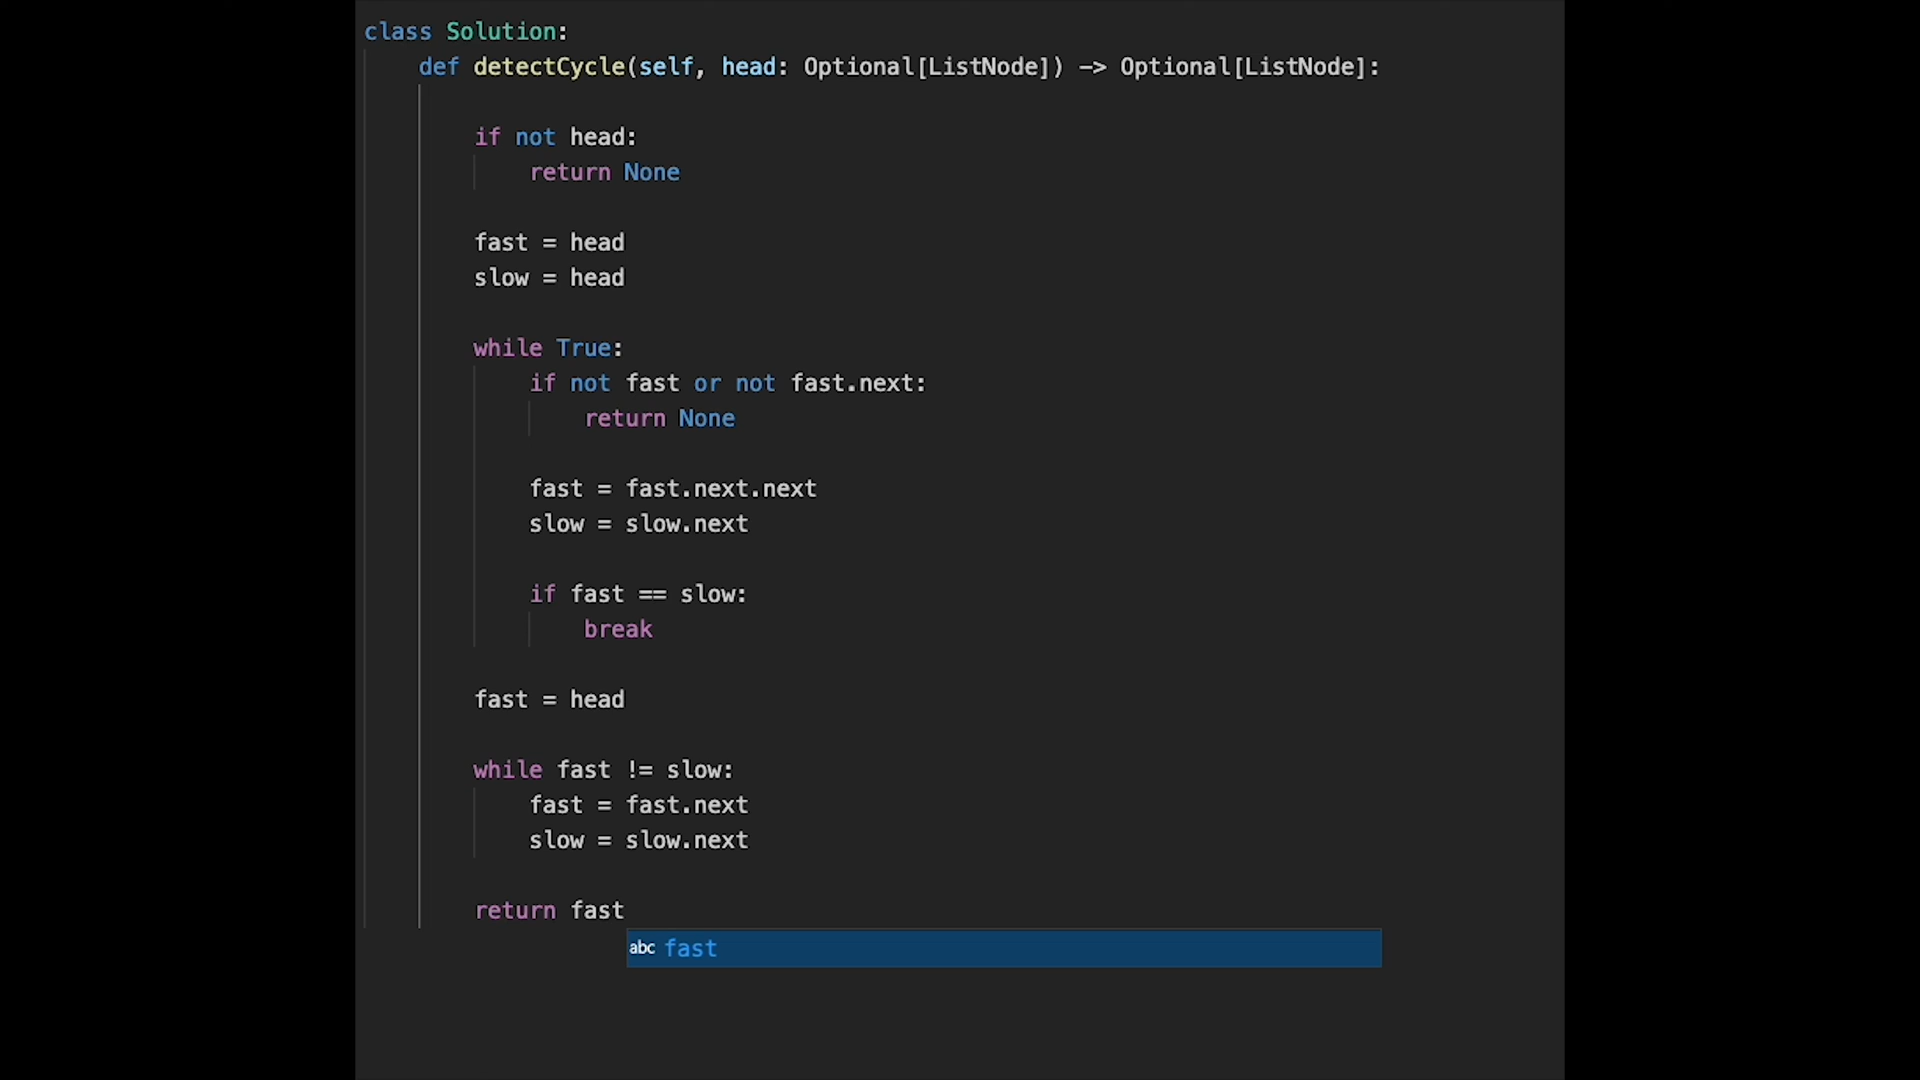 class Solution:
    def detectCycle(self, head: Optional[ListNode]) -> Optional[ListNode]:
        if not head:
            return None
        fast = head
        slow = head
        while True:
            if not fast or not fast.next:
                return None
            fast = fast.next.next
            slow = slow.next
            if fast == slow:
                break
        fast = head
        while fast != slow:
            fast = fast.next
            slow = slow.next
        return fast
abc fast